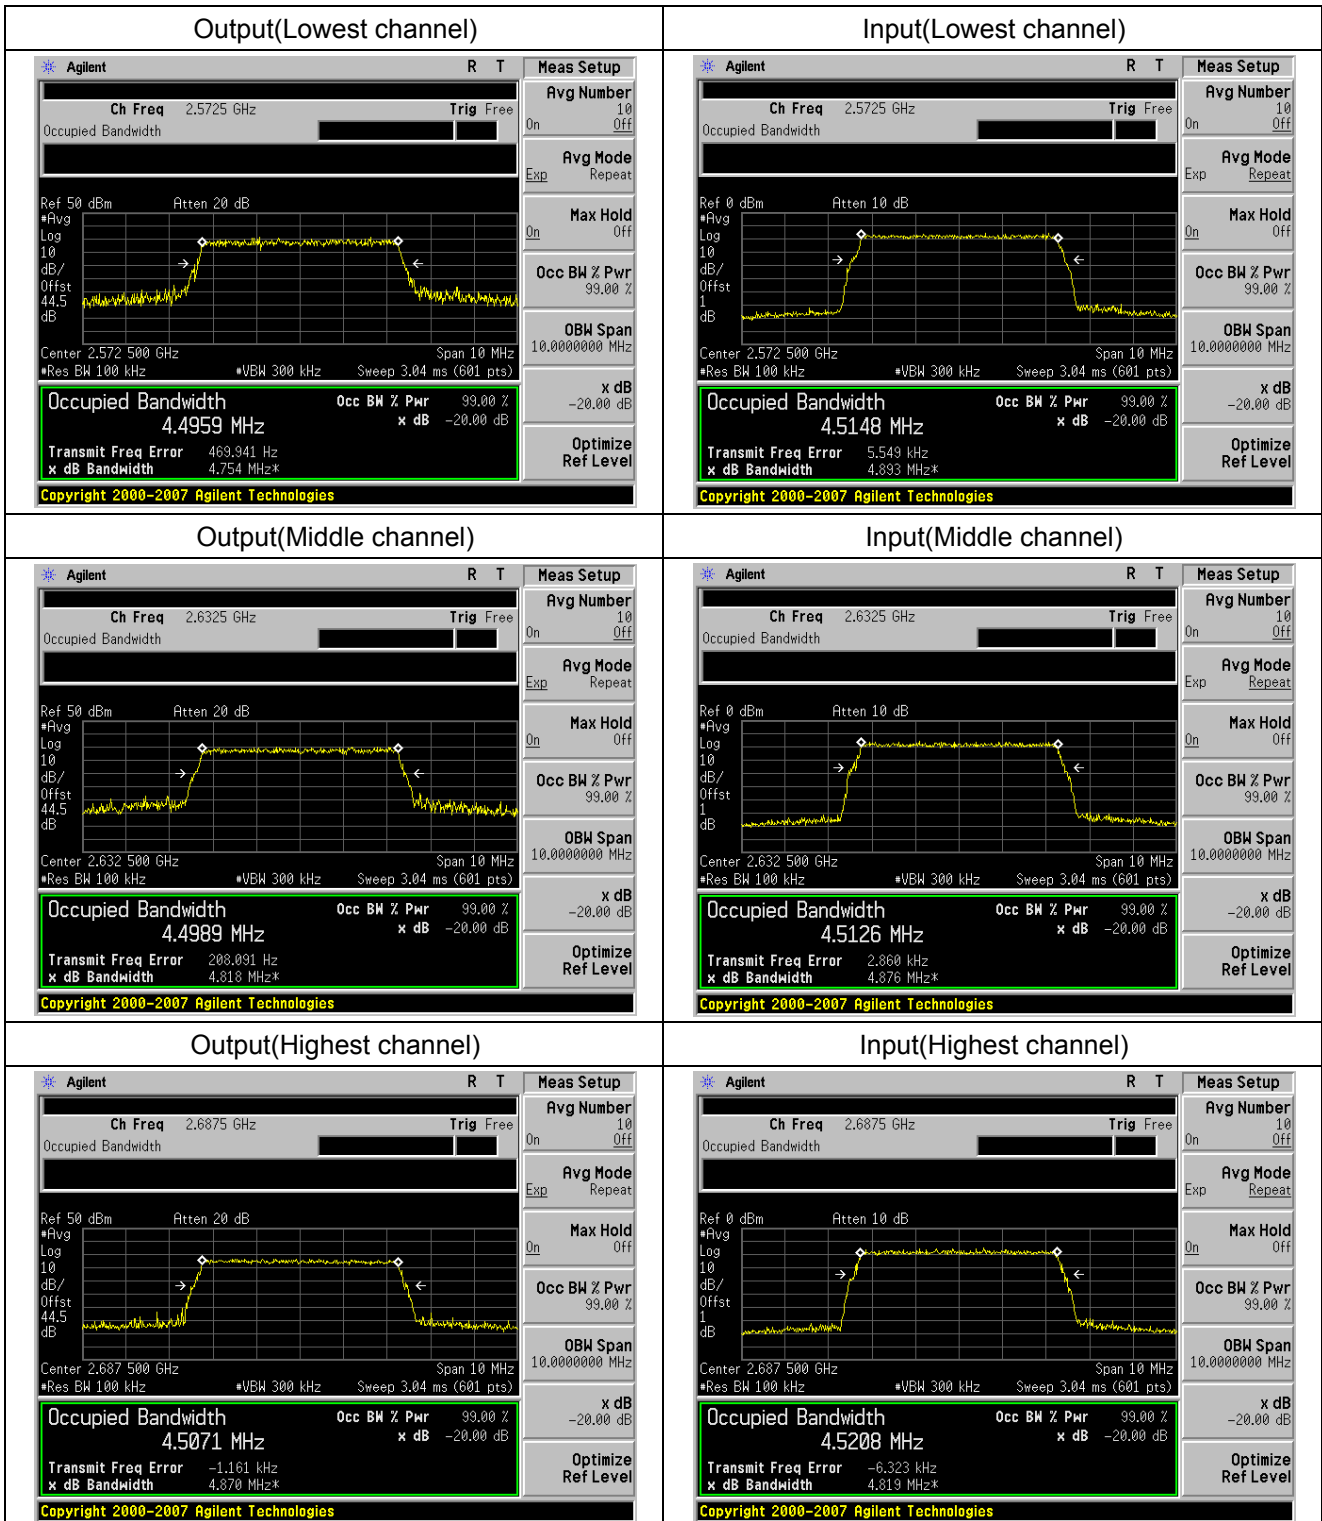 Output(Lowest channel)
Agilent R T Meas Setup
Ch Freq 2.5725 GHz Trig Free
Occupied Bandwidth
Avg Number
10
On Off
Avg Mode
Exp Repeat
Ref 50 dBm Atten 20 dB
#Avg
Log
10
dB/
Offst
44.5
dB
Max Hold
On Off
Occ BW % Pwr
99.00 %
OBW Span
10.0000000 MHz
Center 2.572 500 GHz Span 10 MHz
#Res BW 100 kHz #VBW 300 kHz Sweep 3.04 ms (601 pts)
Occupied Bandwidth Occ BW % Pwr 99.00 %
4.4959 MHz x dB -20.00 dB
Transmit Freq Error 469.941 Hz
x dB Bandwidth 4.754 MHz*
x dB
-20.00 dB
Optimize
Ref Level
Copyright 2000-2007 Agilent Technologies
Input(Lowest channel)
Agilent R T Meas Setup
Ch Freq 2.5725 GHz Trig Free
Occupied Bandwidth
Avg Number
10
On Off
Avg Mode
Exp Repeat
Ref 0 dBm Atten 10 dB
#Avg
Log
10
dB/
Offst
1
dB
Max Hold
On Off
Occ BW % Pwr
99.00 %
OBW Span
10.0000000 MHz
Center 2.572 500 GHz Span 10 MHz
#Res BW 100 kHz #VBW 300 kHz Sweep 3.04 ms (601 pts)
Occupied Bandwidth Occ BW % Pwr 99.00 %
4.5148 MHz x dB -20.00 dB
Transmit Freq Error 5.549 kHz
x dB Bandwidth 4.893 MHz*
x dB
-20.00 dB
Optimize
Ref Level
Copyright 2000-2007 Agilent Technologies
Output(Middle channel)
Agilent R T Meas Setup
Ch Freq 2.6325 GHz Trig Free
Occupied Bandwidth
Avg Number
10
On Off
Avg Mode
Exp Repeat
Ref 50 dBm Atten 20 dB
#Avg
Log
10
dB/
Offst
44.5
dB
Max Hold
On Off
Occ BW % Pwr
99.00 %
OBW Span
10.0000000 MHz
Center 2.632 500 GHz Span 10 MHz
#Res BW 100 kHz #VBW 300 kHz Sweep 3.04 ms (601 pts)
Occupied Bandwidth Occ BW % Pwr 99.00 %
4.4989 MHz x dB -20.00 dB
Transmit Freq Error 208.091 Hz
x dB Bandwidth 4.818 MHz*
x dB
-20.00 dB
Optimize
Ref Level
Copyright 2000-2007 Agilent Technologies
Input(Middle channel)
Agilent R T Meas Setup
Ch Freq 2.6325 GHz Trig Free
Occupied Bandwidth
Avg Number
10
On Off
Avg Mode
Exp Repeat
Ref 0 dBm Atten 10 dB
#Avg
Log
10
dB/
Offst
1
dB
Max Hold
On Off
Occ BW % Pwr
99.00 %
OBW Span
10.0000000 MHz
Center 2.632 500 GHz Span 10 MHz
#Res BW 100 kHz #VBW 300 kHz Sweep 3.04 ms (601 pts)
Occupied Bandwidth Occ BW % Pwr 99.00 %
4.5126 MHz x dB -20.00 dB
Transmit Freq Error 2.860 kHz
x dB Bandwidth 4.876 MHz*
x dB
-20.00 dB
Optimize
Ref Level
Copyright 2000-2007 Agilent Technologies
Output(Highest channel)
Agilent R T Meas Setup
Ch Freq 2.6875 GHz Trig Free
Occupied Bandwidth
Avg Number
10
On Off
Avg Mode
Exp Repeat
Ref 50 dBm Atten 20 dB
#Avg
Log
10
dB/
Offst
44.5
dB
Max Hold
On Off
Occ BW % Pwr
99.00 %
OBW Span
10.0000000 MHz
Center 2.687 500 GHz Span 10 MHz
#Res BW 100 kHz #VBW 300 kHz Sweep 3.04 ms (601 pts)
Occupied Bandwidth Occ BW % Pwr 99.00 %
4.5071 MHz x dB -20.00 dB
Transmit Freq Error -1.161 kHz
x dB Bandwidth 4.870 MHz*
x dB
-20.00 dB
Optimize
Ref Level
Copyright 2000-2007 Agilent Technologies
Input(Highest channel)
Agilent R T Meas Setup
Ch Freq 2.6875 GHz Trig Free
Occupied Bandwidth
Avg Number
10
On Off
Avg Mode
Exp Repeat
Ref 0 dBm Atten 10 dB
#Avg
Log
10
dB/
Offst
1
dB
Max Hold
On Off
Occ BW % Pwr
99.00 %
OBW Span
10.0000000 MHz
Center 2.687 500 GHz Span 10 MHz
#Res BW 100 kHz #VBW 300 kHz Sweep 3.04 ms (601 pts)
Occupied Bandwidth Occ BW % Pwr 99.00 %
4.5208 MHz x dB -20.00 dB
Transmit Freq Error -6.323 kHz
x dB Bandwidth 4.819 MHz*
x dB
-20.00 dB
Optimize
Ref Level
Copyright 2000-2007 Agilent Technologies